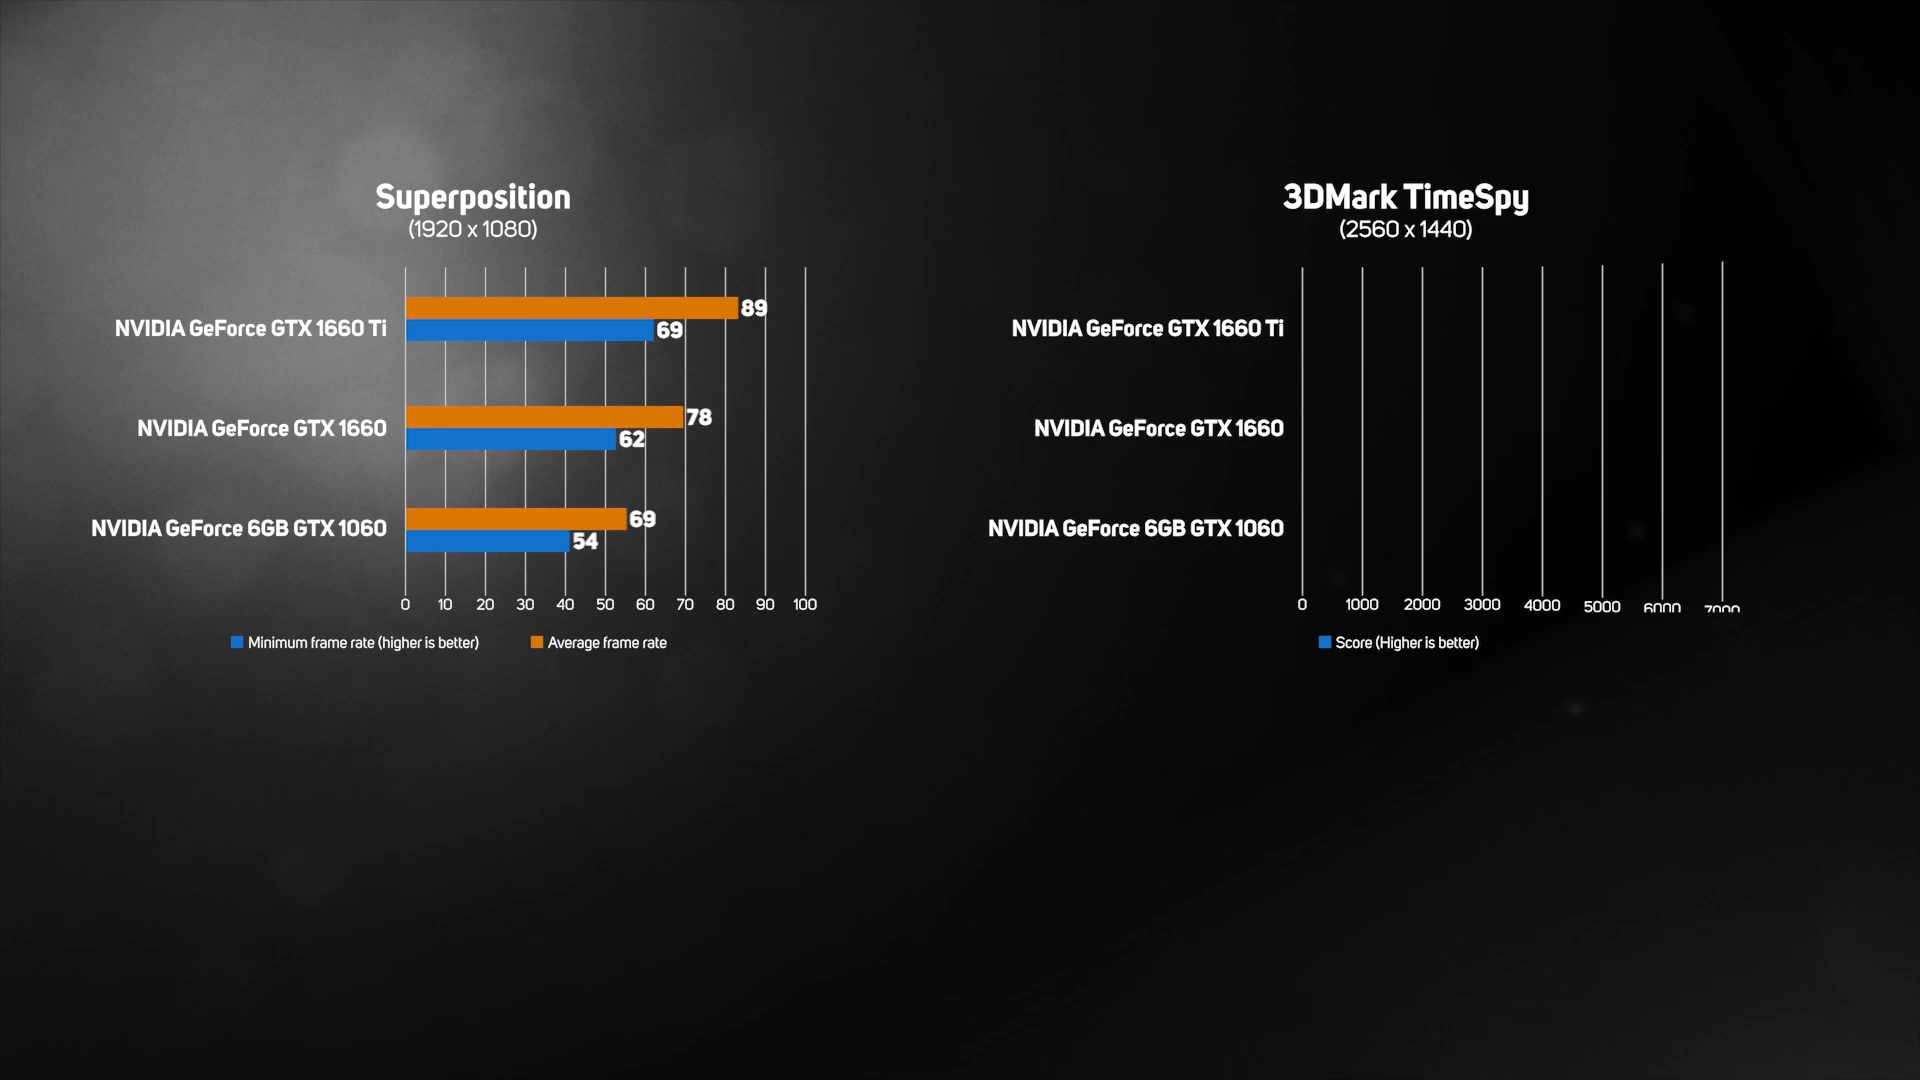 Superposition
(1920 x 1080)
NVIDIA GeForce GTX 1660 Ti
89
69
NVIDIA GeForce GTX 1660
78
62
NVIDIA GeForce 6GB GTX 1060
69
54
0 10 20 30 40 50 60 70 80 90 100
Minimum frame rate (higher is better) Average frame rate
3DMark TimeSpy
(2560 x 1440)
NVIDIA GeForce GTX 1660 Ti
NVIDIA GeForce GTX 1660
NVIDIA GeForce 6GB GTX 1060
0 1000 2000 3000 4000 5000 6000 7000
Score (Higher is better)